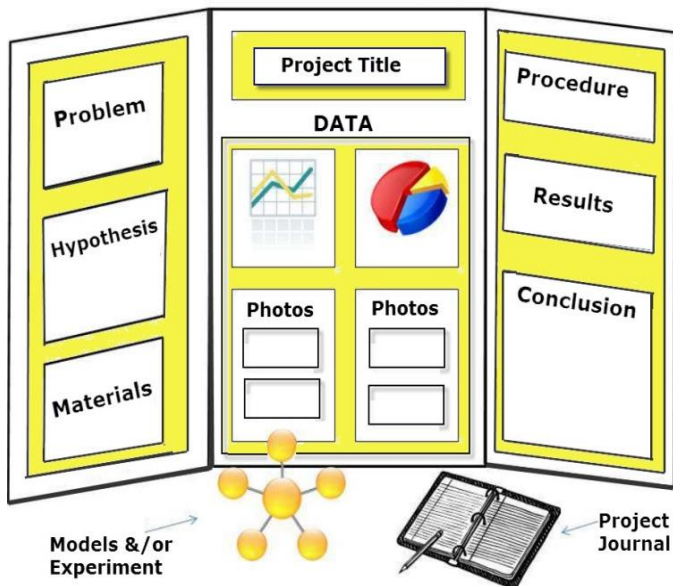 Problem
Hypothesis
Materials
Project Title
DATA
Photos
Photos
Procedure
Results
Conclusion
Models &/or
Experiment
Project
Journal